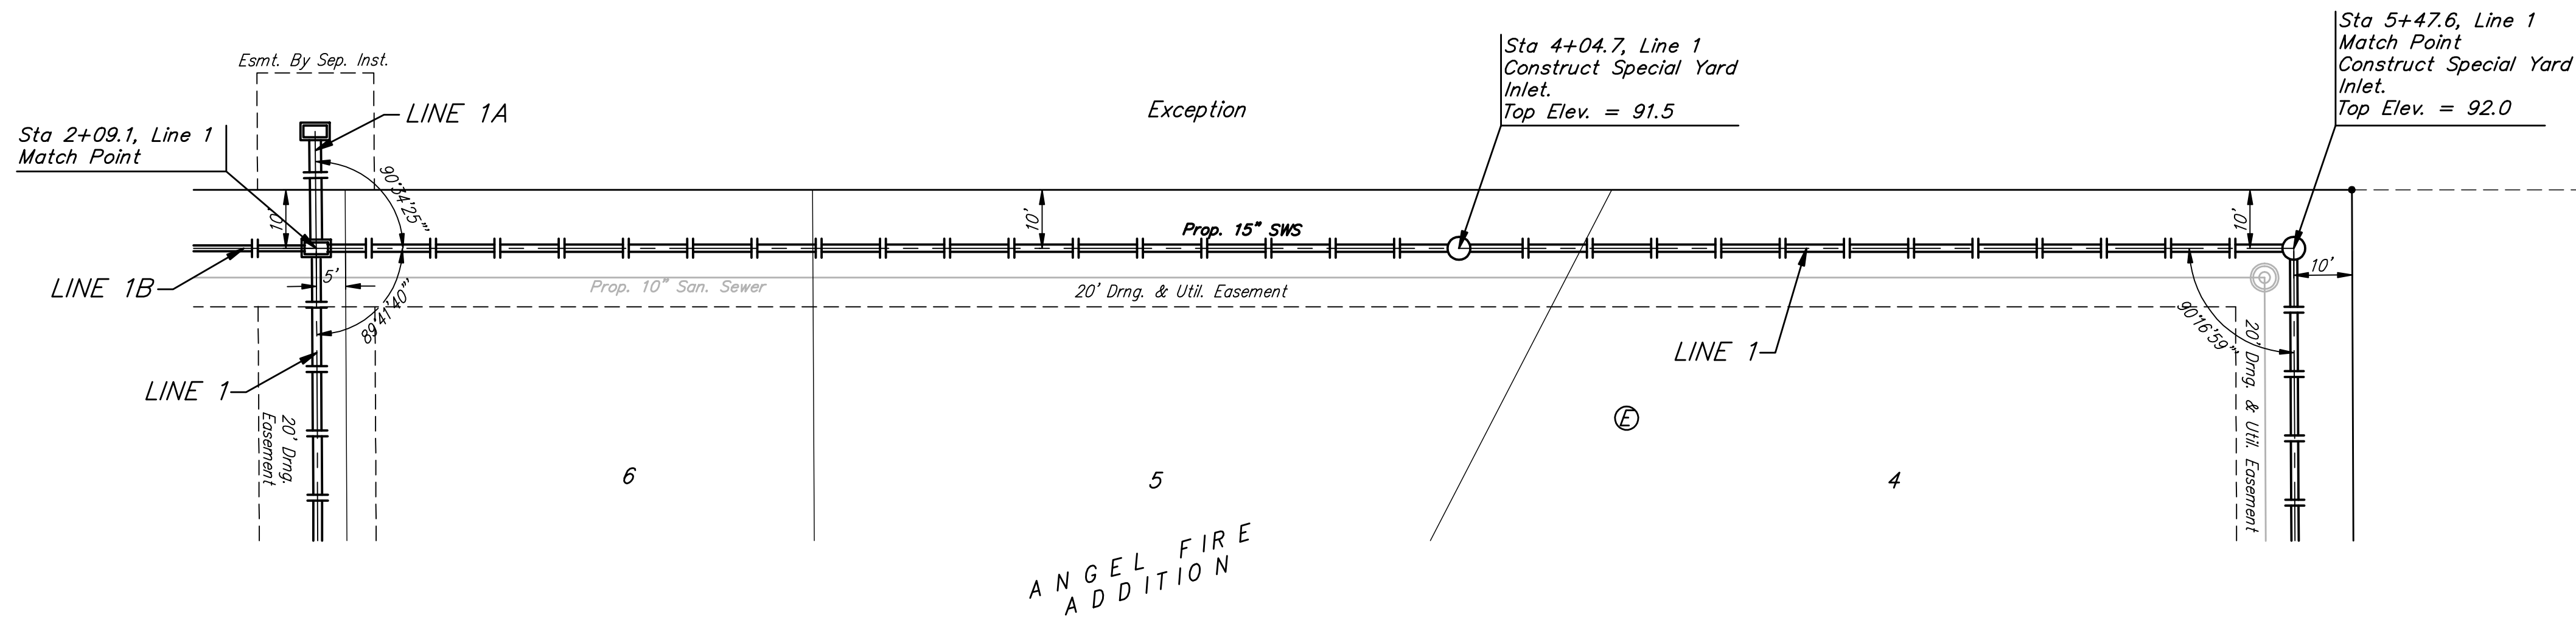 Esmt. By Sep. Inst.
LINE 1A
Sta 2+09.1, Line 1
Match Point
Exception
Sta 4+04.7, Line 1
Construct Special Yard
Inlet.
Top Elev. = 91.5
Sta 5+47.6, Line 1
Match Point
Construct Special Yard
Inlet.
Top Elev. = 92.0
90°34'25"
10'
10'
10'
Prop. 15" SWS
LINE 1B
5'
10'
Prop. 10" San. Sewer
20' Drng. & Util. Easement
89°41'40"
90°16'59"
LINE 1
LINE 1
20' Drng.
Easement
20' Drng. & Util. Easement
E
6
5
4
ANGEL FIRE
ADDITION